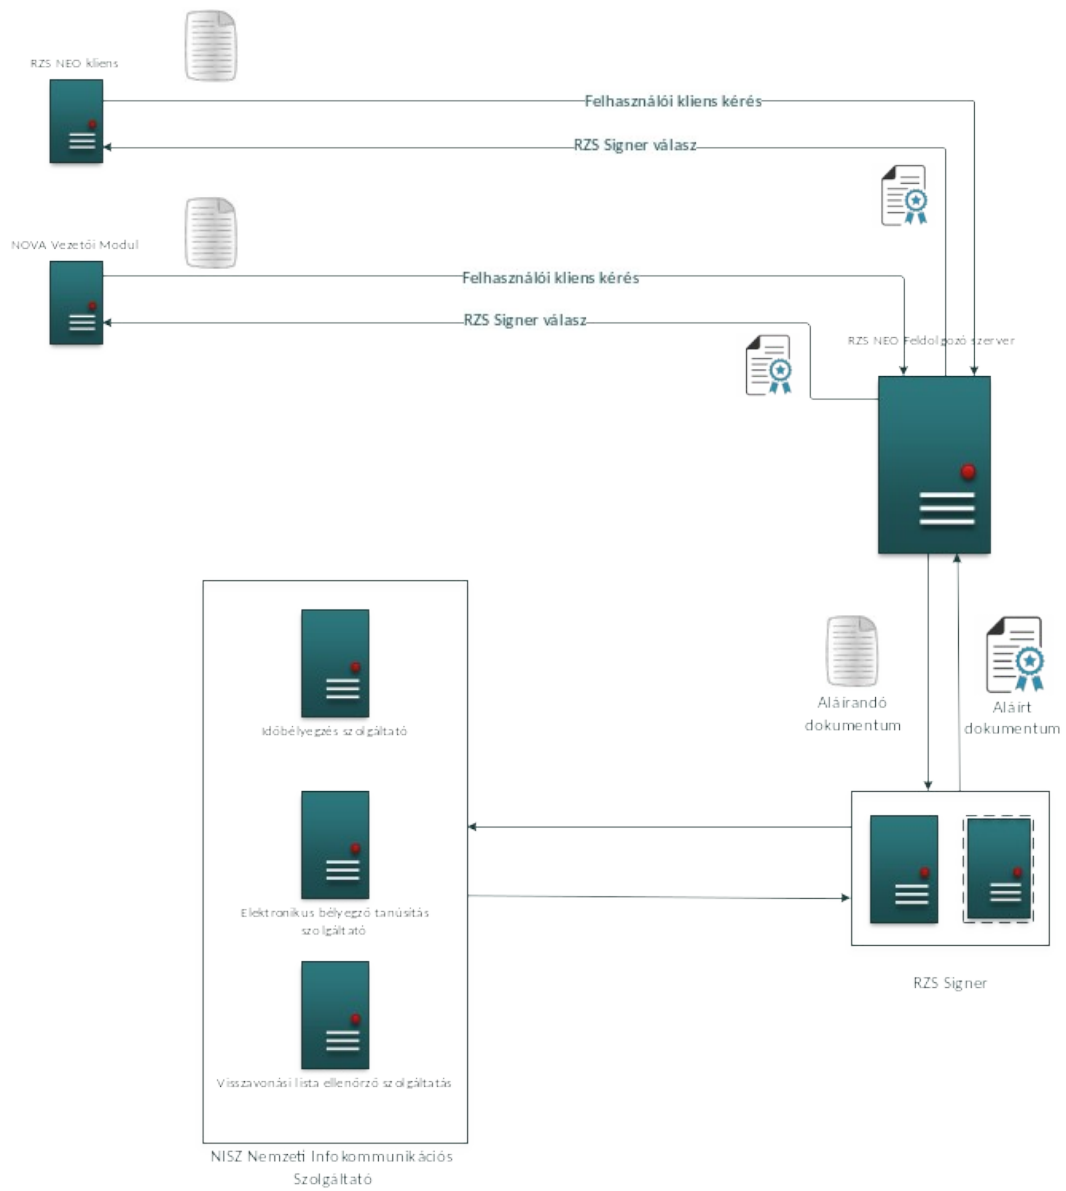 RZS NEO kliens
Felhasználói kliens kérés
RZS Signer válasz
NOVA Vezetői Modul
Felhasználói kliens kérés
RZS Signer válasz
RZS NEO Feldolgozó szerver
Aláírandó
dokumentum
Aláírt
dokumentum
Időbélyegzés szolgáltató
Elektronikus bélyegző tanúsítás
szolgáltató
RZS Signer
Visszavonási lista ellenőrző szolgáltatás
NISZ Nemzeti Infokommunikációs
Szolgáltató